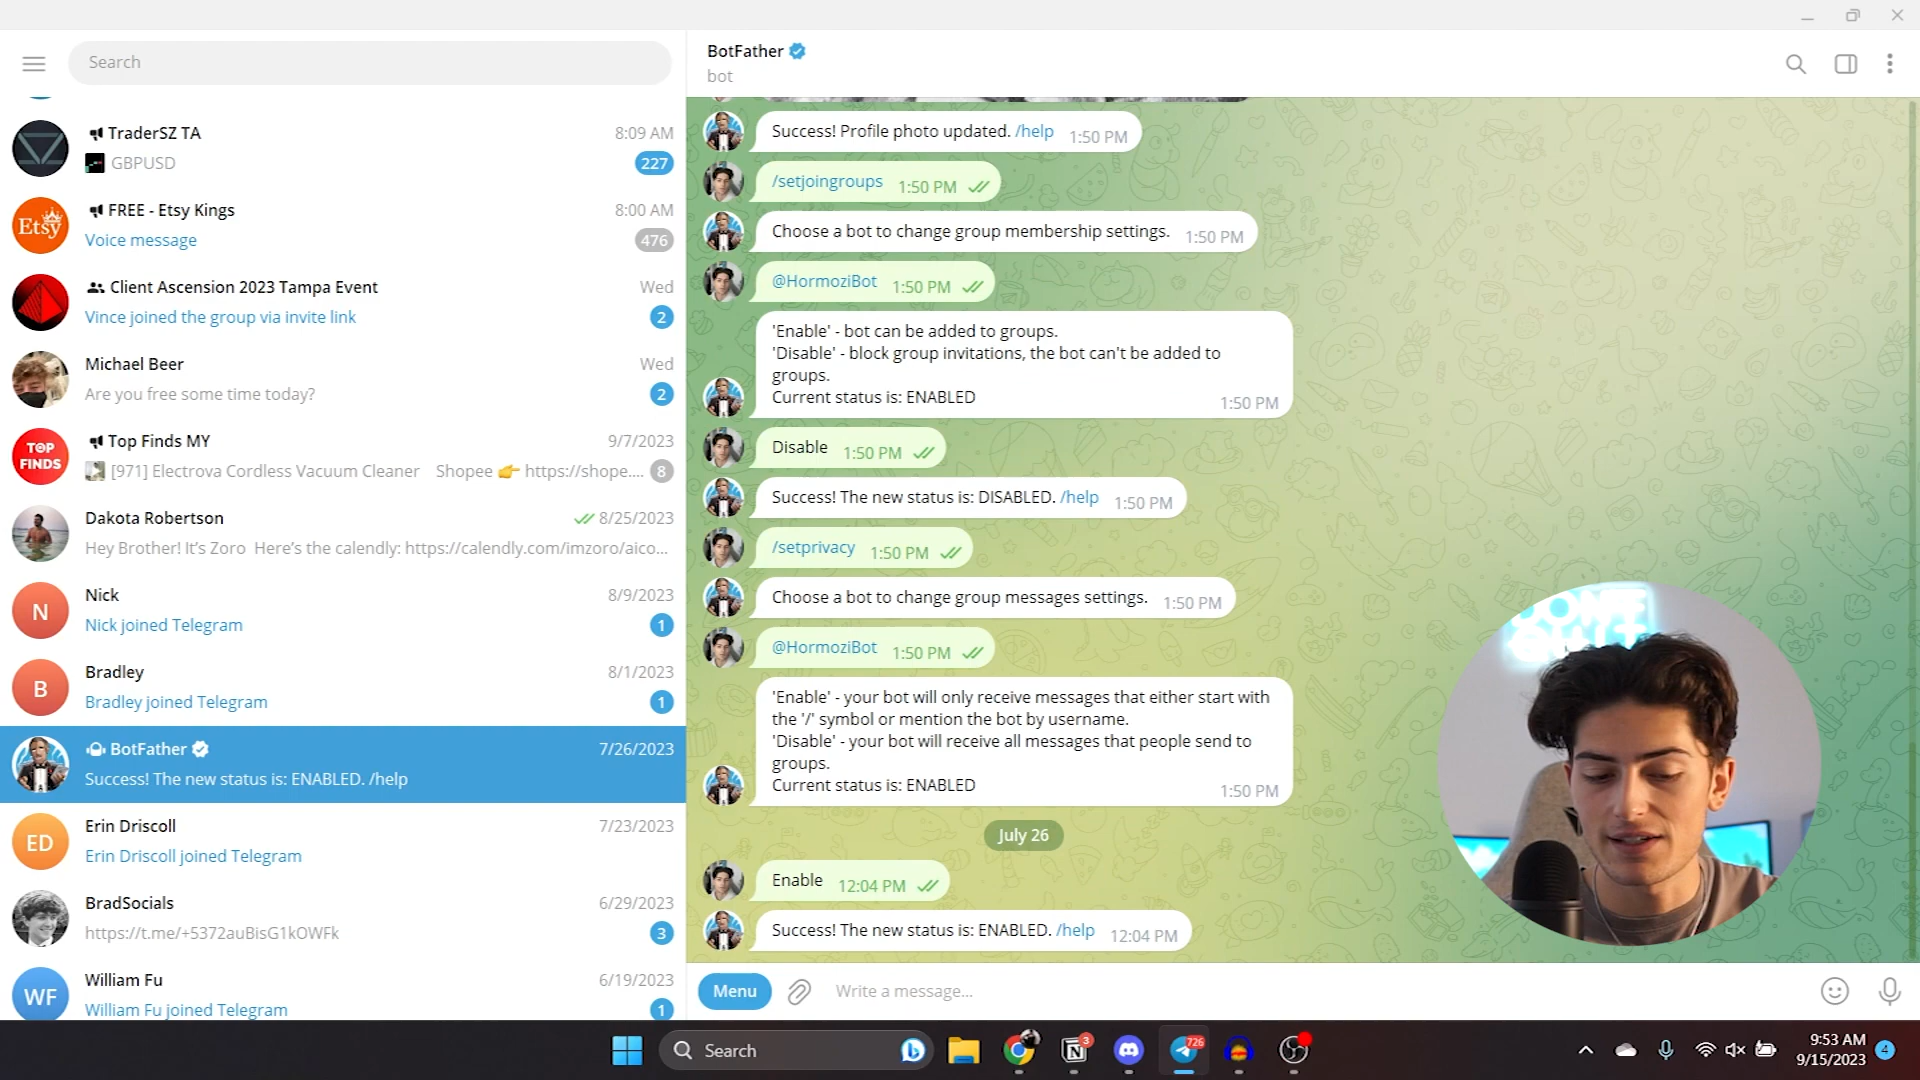 Search
BotFather
bot
TraderSZ TA
8:09 AM
GBPUSD
227
Etsy
FREE - Etsy Kings
8:00 AM
Voice message
476
Client Ascension 2023 Tampa Event
Wed
Vince joined the group via invite link
2
Michael Beer
Wed
Are you free some time today?
2
TOP
FINDS
Top Finds MY
9/7/2023
[971] Electrova Cordless Vacuum Cleaner Shopee 👉 https://shope....
8
Dakota Robertson
8/25/2023
Hey Brother! It's Zoro Here's the calendly: https://calendly.com/imzoro/aico...
N
Nick
8/9/2023
Nick joined Telegram
1
B
Bradley
8/1/2023
Bradley joined Telegram
1
BotFather
7/26/2023
Success! The new status is: ENABLED. /help
ED
Erin Driscoll
7/23/2023
Erin Driscoll joined Telegram
BradSocials
6/29/2023
https://t.me/+5372auBisG1kOWFk
3
WF
William Fu
6/19/2023
William Fu joined Telegram
1
Success! Profile photo updated. /help 1:50 PM
/setjoingroups 1:50 PM
Choose a bot to change group membership settings. 1:50 PM
@HormoziBot 1:50 PM
'Enable' - bot can be added to groups.
'Disable' - block group invitations, the bot can't be added to
groups.
Current status is: ENABLED 1:50 PM
Disable 1:50 PM
Success! The new status is: DISABLED. /help 1:50 PM
/setprivacy 1:50 PM
Choose a bot to change group messages settings. 1:50 PM
@HormoziBot 1:50 PM
'Enable' - your bot will only receive messages that either start with
the '/' symbol or mention the bot by username.
'Disable' - your bot will receive all messages that people send to
groups.
Current status is: ENABLED 1:50 PM
July 26
Enable 12:04 PM
Success! The new status is: ENABLED. /help 12:04 PM
Menu
Write a message...
Search
3
726
9:53 AM
9/15/2023
4